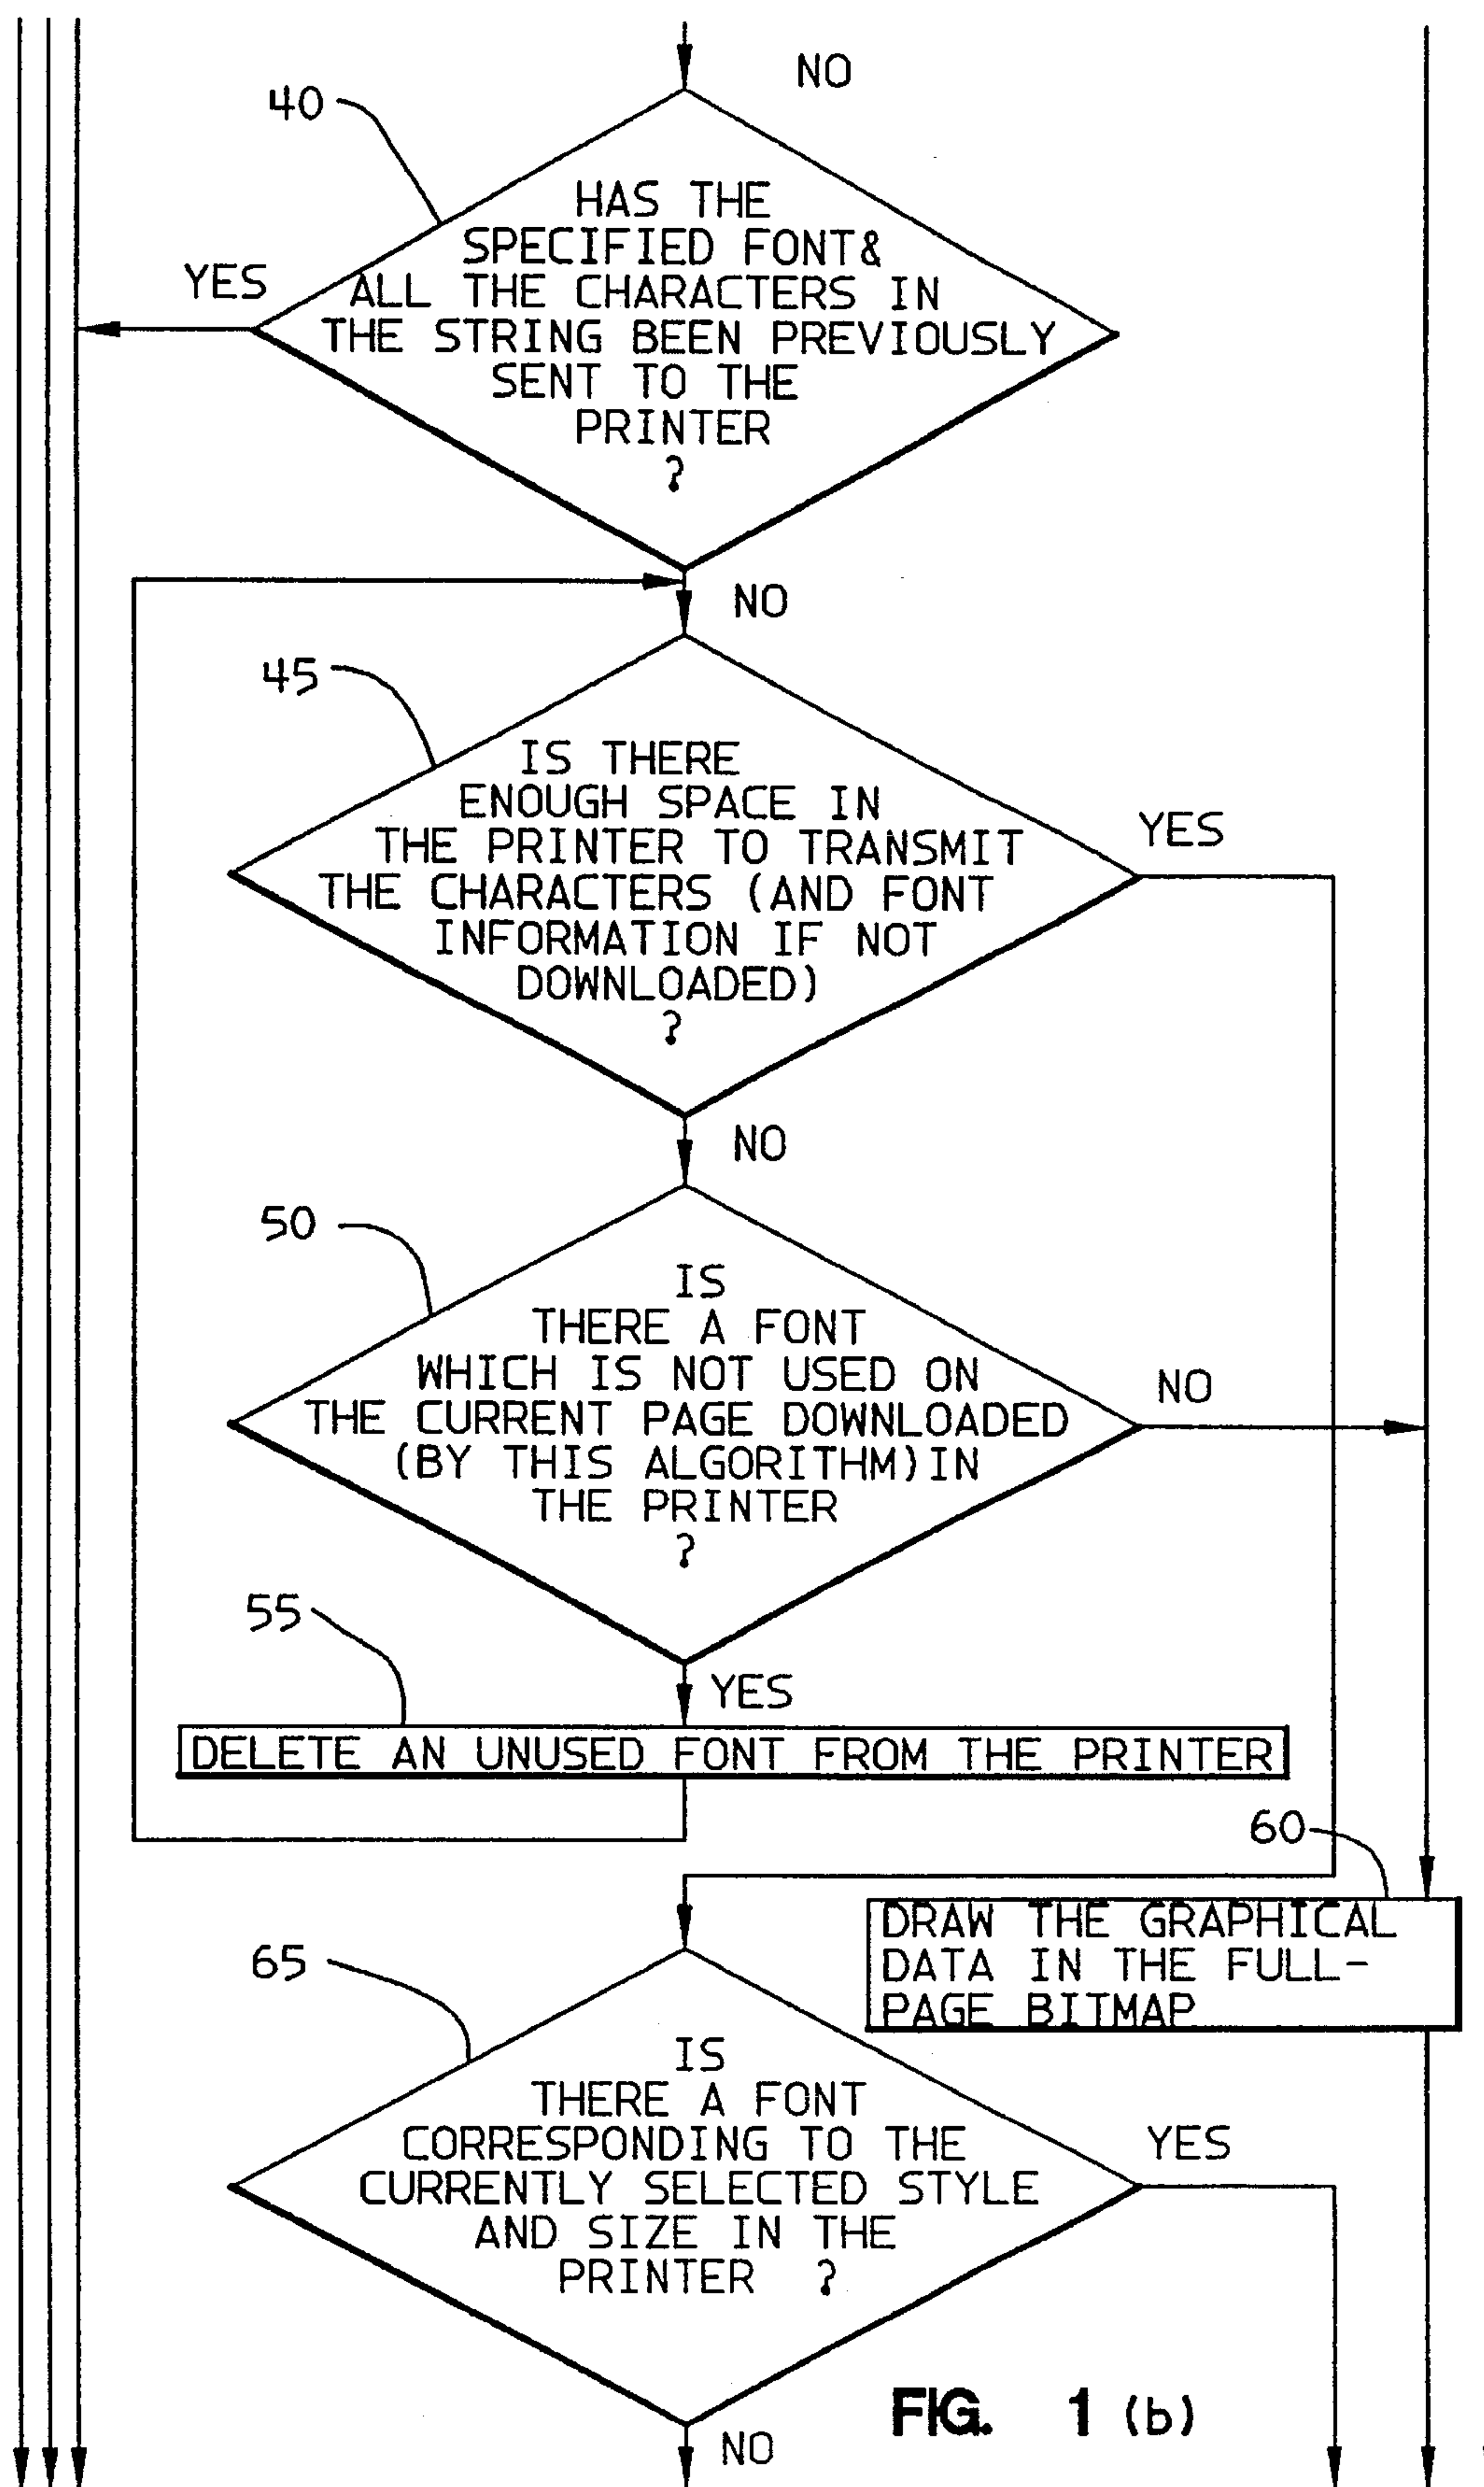 NO
40
HAS THE
SPECIFIED FONT&
YES
ALL THE CHARACTERS IN
THE STRING BEEN PREVIOUSLY
SENT TO THE
PRINTER
?
NO
45
IS THERE
ENOUGH SPACE IN
THE PRINTER TO TRANSMIT
YES
THE CHARACTERS (AND FONT
INFORMATION IF NOT
DOWNLOADED)
?
NO
50
IS
THERE A FONT
WHICH IS NOT USED ON
NO
THE CURRENT PAGE DOWNLOADED
(BY THIS ALGORITHM)IN
THE PRINTER
?
55
YES
DELETE AN UNUSED FONT FROM THE PRINTER
60
DRAW THE GRAPHICAL
DATA IN THE FULL-
PAGE BITMAP
65
IS
THERE A FONT
CORRESPONDING TO THE
YES
CURRENTLY SELECTED STYLE
AND SIZE IN THE
PRINTER ?
NO
FIG. 1 (b)